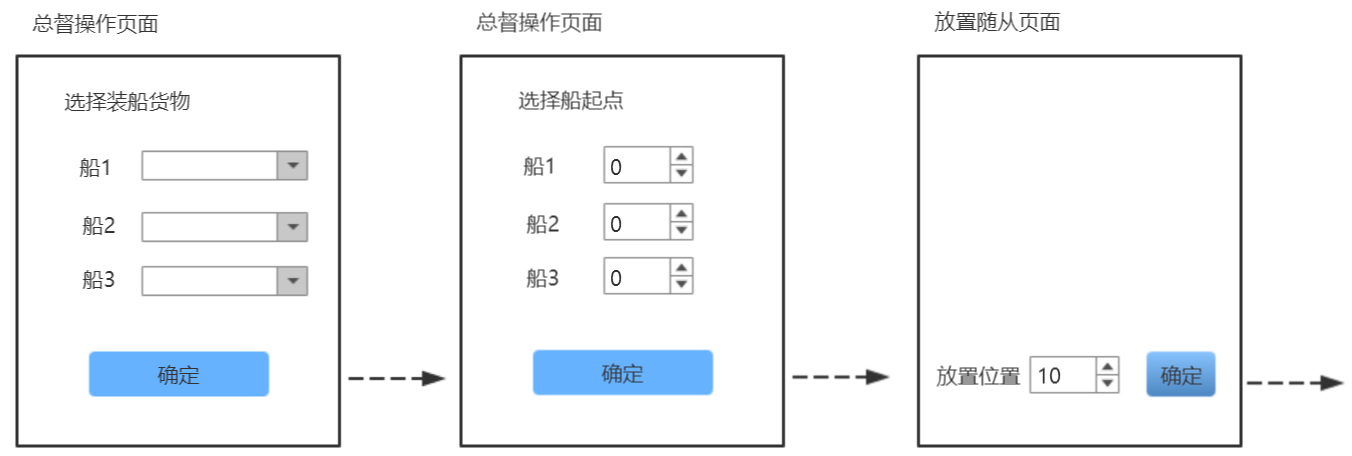 总督操作页面
选择装船货物
船1
船2
船3
确定
总督操作页面
选择船起点
船1 0
船2 0
船3 0
确定
放置随从页面
放置位置 10 确定